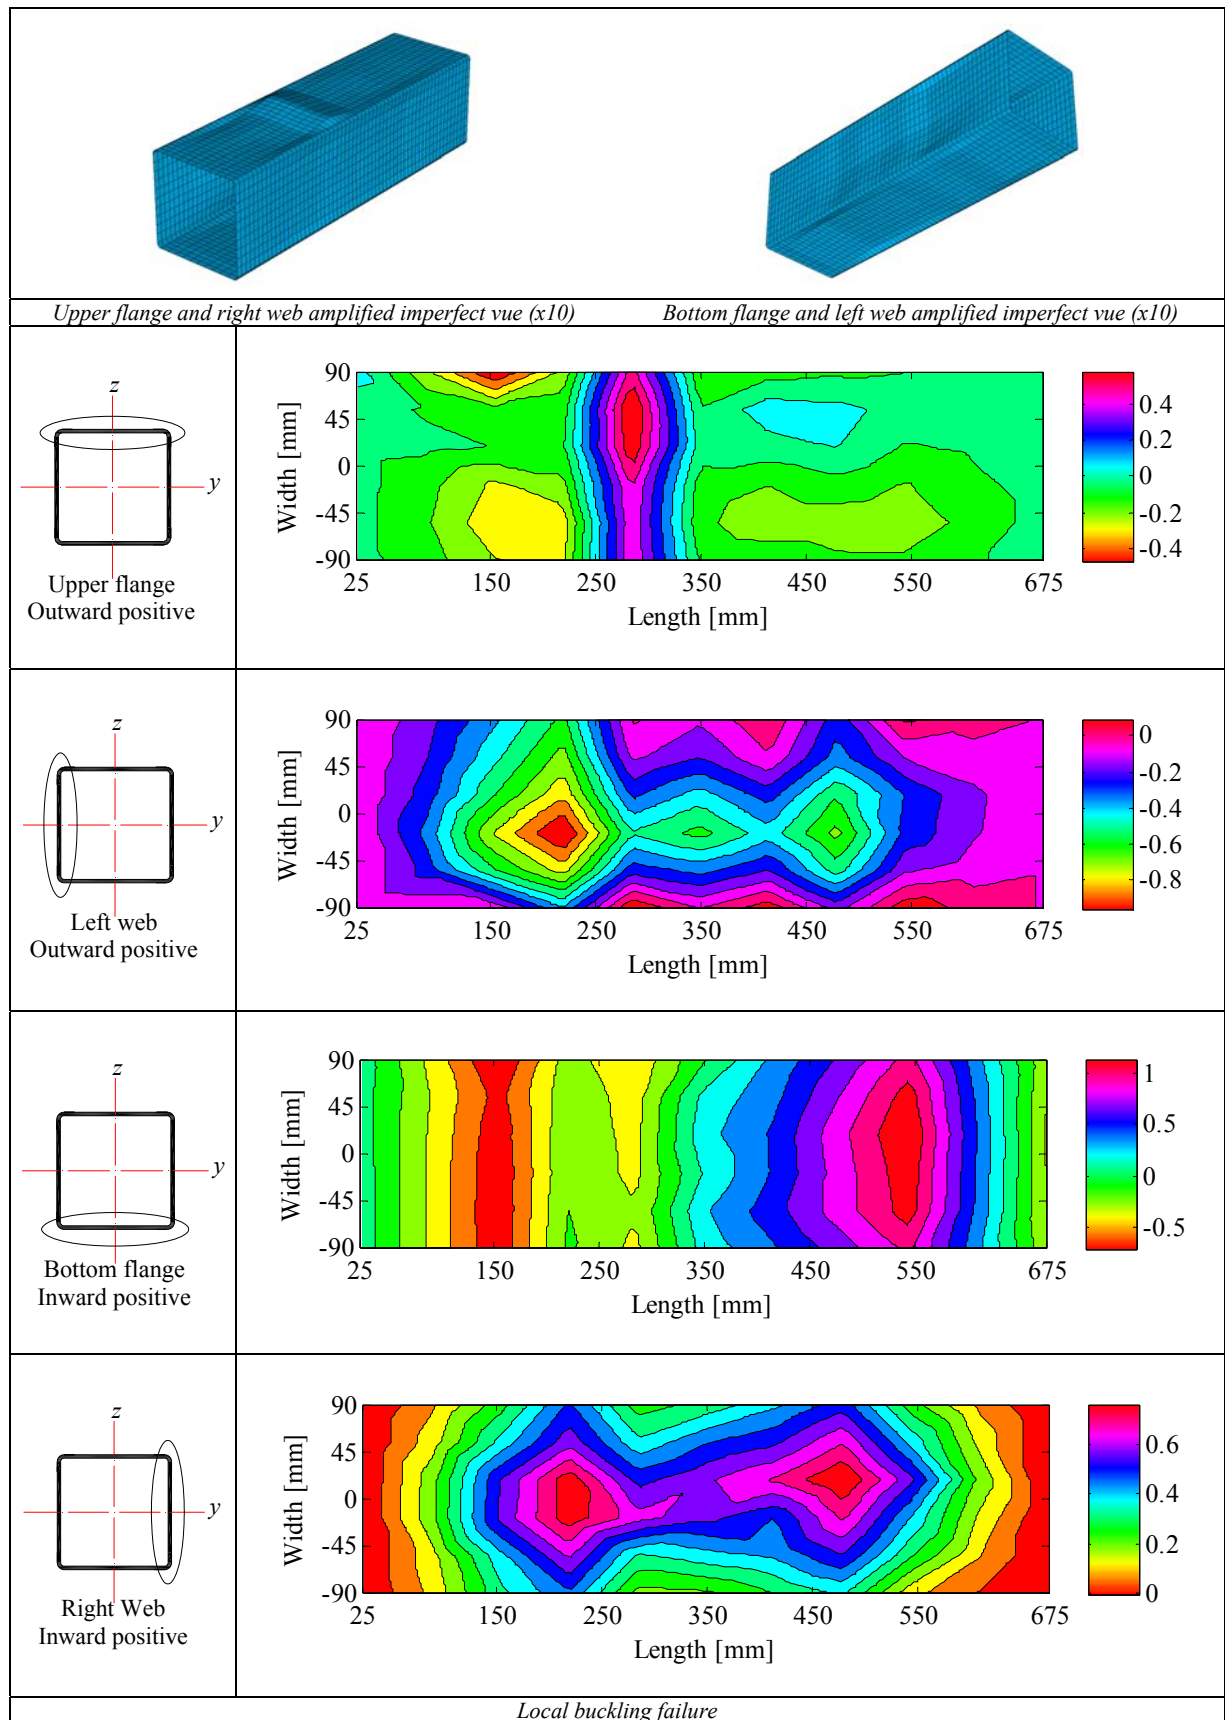 Upper flange and right web amplified imperfect vue (x10)
Bottom flange and left web amplified imperfect vue (x10)
z
y
Upper flange
Outward positive
Width [mm]
90
45
0
-45
-90
25 150 250 350 450 550 675
Length [mm]
0.4
0.2
0
-0.2
-0.4
z
y
Left web
Outward positive
Width [mm]
90
45
0
-45
-90
25 150 250 350 450 550 675
Length [mm]
0
-0.2
-0.4
-0.6
-0.8
z
y
Bottom flange
Inward positive
Width [mm]
90
45
0
-45
-90
25 150 250 350 450 550 675
Length [mm]
1
0.5
0
-0.5
z
y
Right Web
Inward positive
Width [mm]
90
45
0
-45
-90
25 150 250 350 450 550 675
Length [mm]
0.6
0.4
0.2
0
Local buckling failure